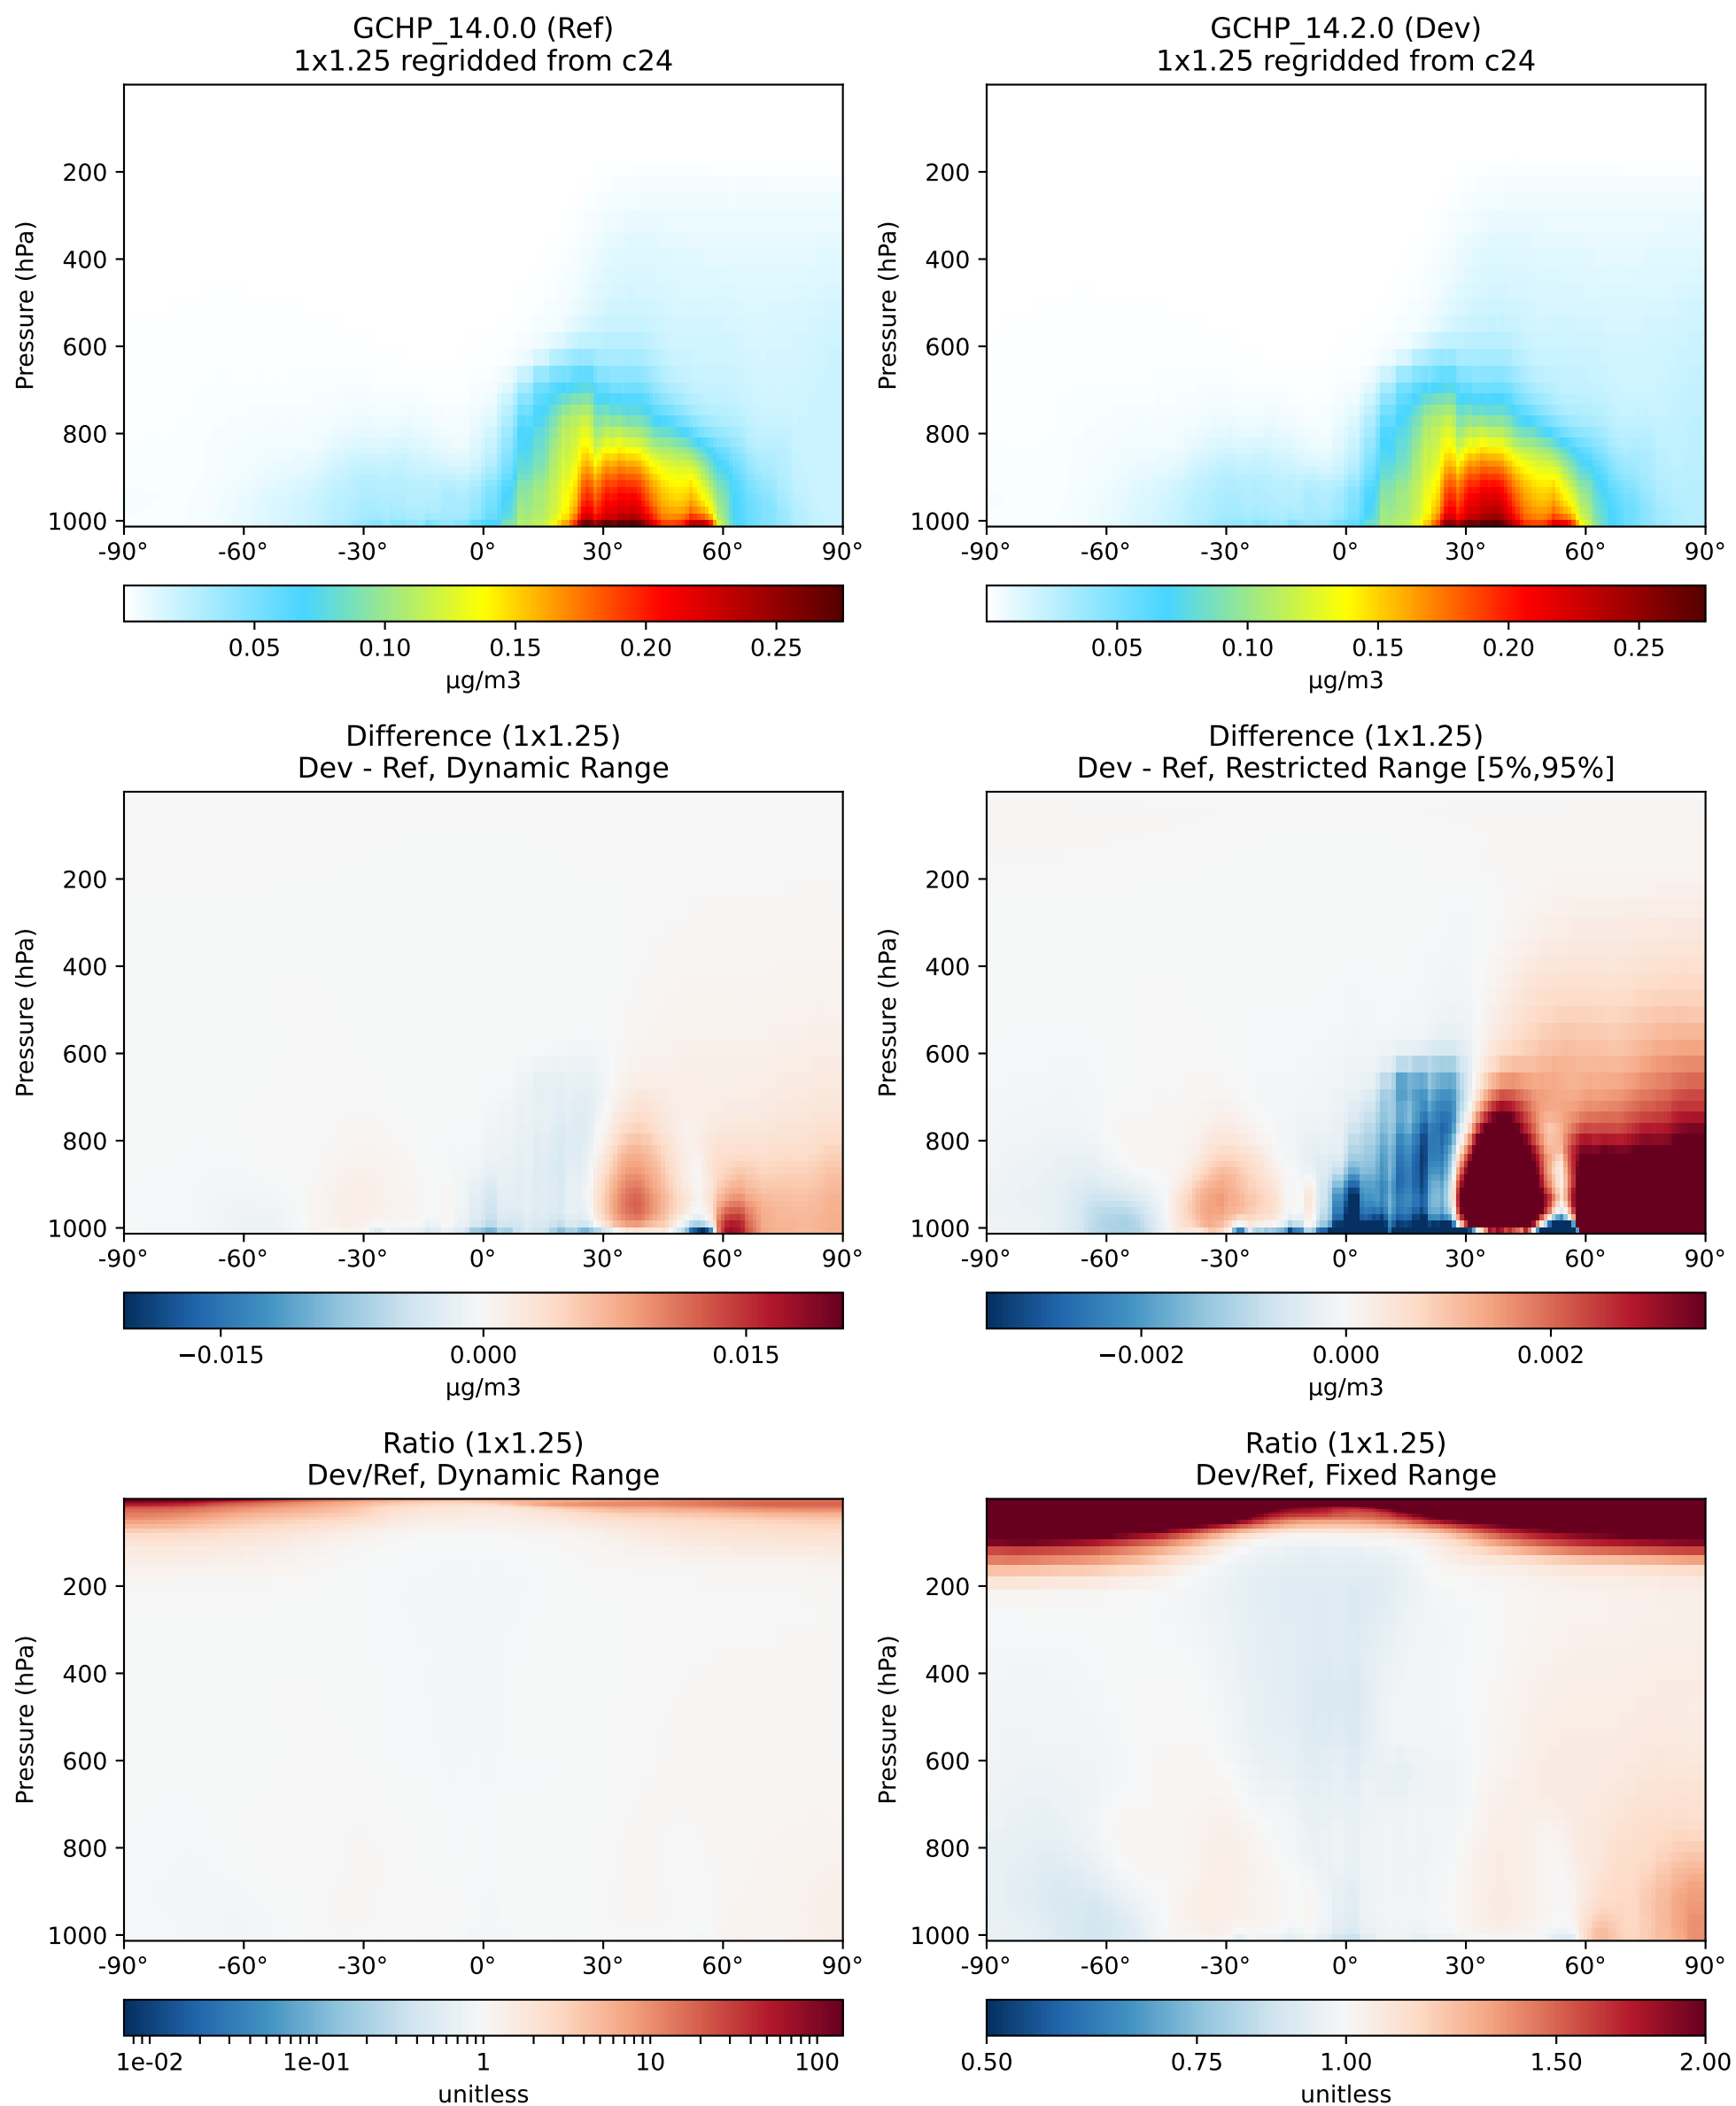 GCHP_14.0.0 (Ref)
1x1.25 regridded from c24
GCHP_14.2.0 (Dev)
1x1.25 regridded from c24
Pressure (hPa)
200
400
600
800
1000
-90° -60° -30° 0° 30° 60° 90°
0.05 0.10 0.15 0.20 0.25
μg/m3
Pressure (hPa)
200
400
600
800
1000
-90° -60° -30° 0° 30° 60° 90°
0.05 0.10 0.15 0.20 0.25
μg/m3
Difference (1x1.25)
Dev - Ref, Dynamic Range
Difference (1x1.25)
Dev - Ref, Restricted Range [5%,95%]
Pressure (hPa)
200
400
600
800
1000
-90° -60° -30° 0° 30° 60° 90°
−0.015 0.000 0.015
μg/m3
Pressure (hPa)
200
400
600
800
1000
-90° -60° -30° 0° 30° 60° 90°
−0.002 0.000 0.002
μg/m3
Ratio (1x1.25)
Dev/Ref, Dynamic Range
Ratio (1x1.25)
Dev/Ref, Fixed Range
Pressure (hPa)
200
400
600
800
1000
-90° -60° -30° 0° 30° 60° 90°
1e-02 1e-01 1 10 100
unitless
Pressure (hPa)
200
400
600
800
1000
-90° -60° -30° 0° 30° 60° 90°
0.50 0.75 1.00 1.50 2.00
unitless